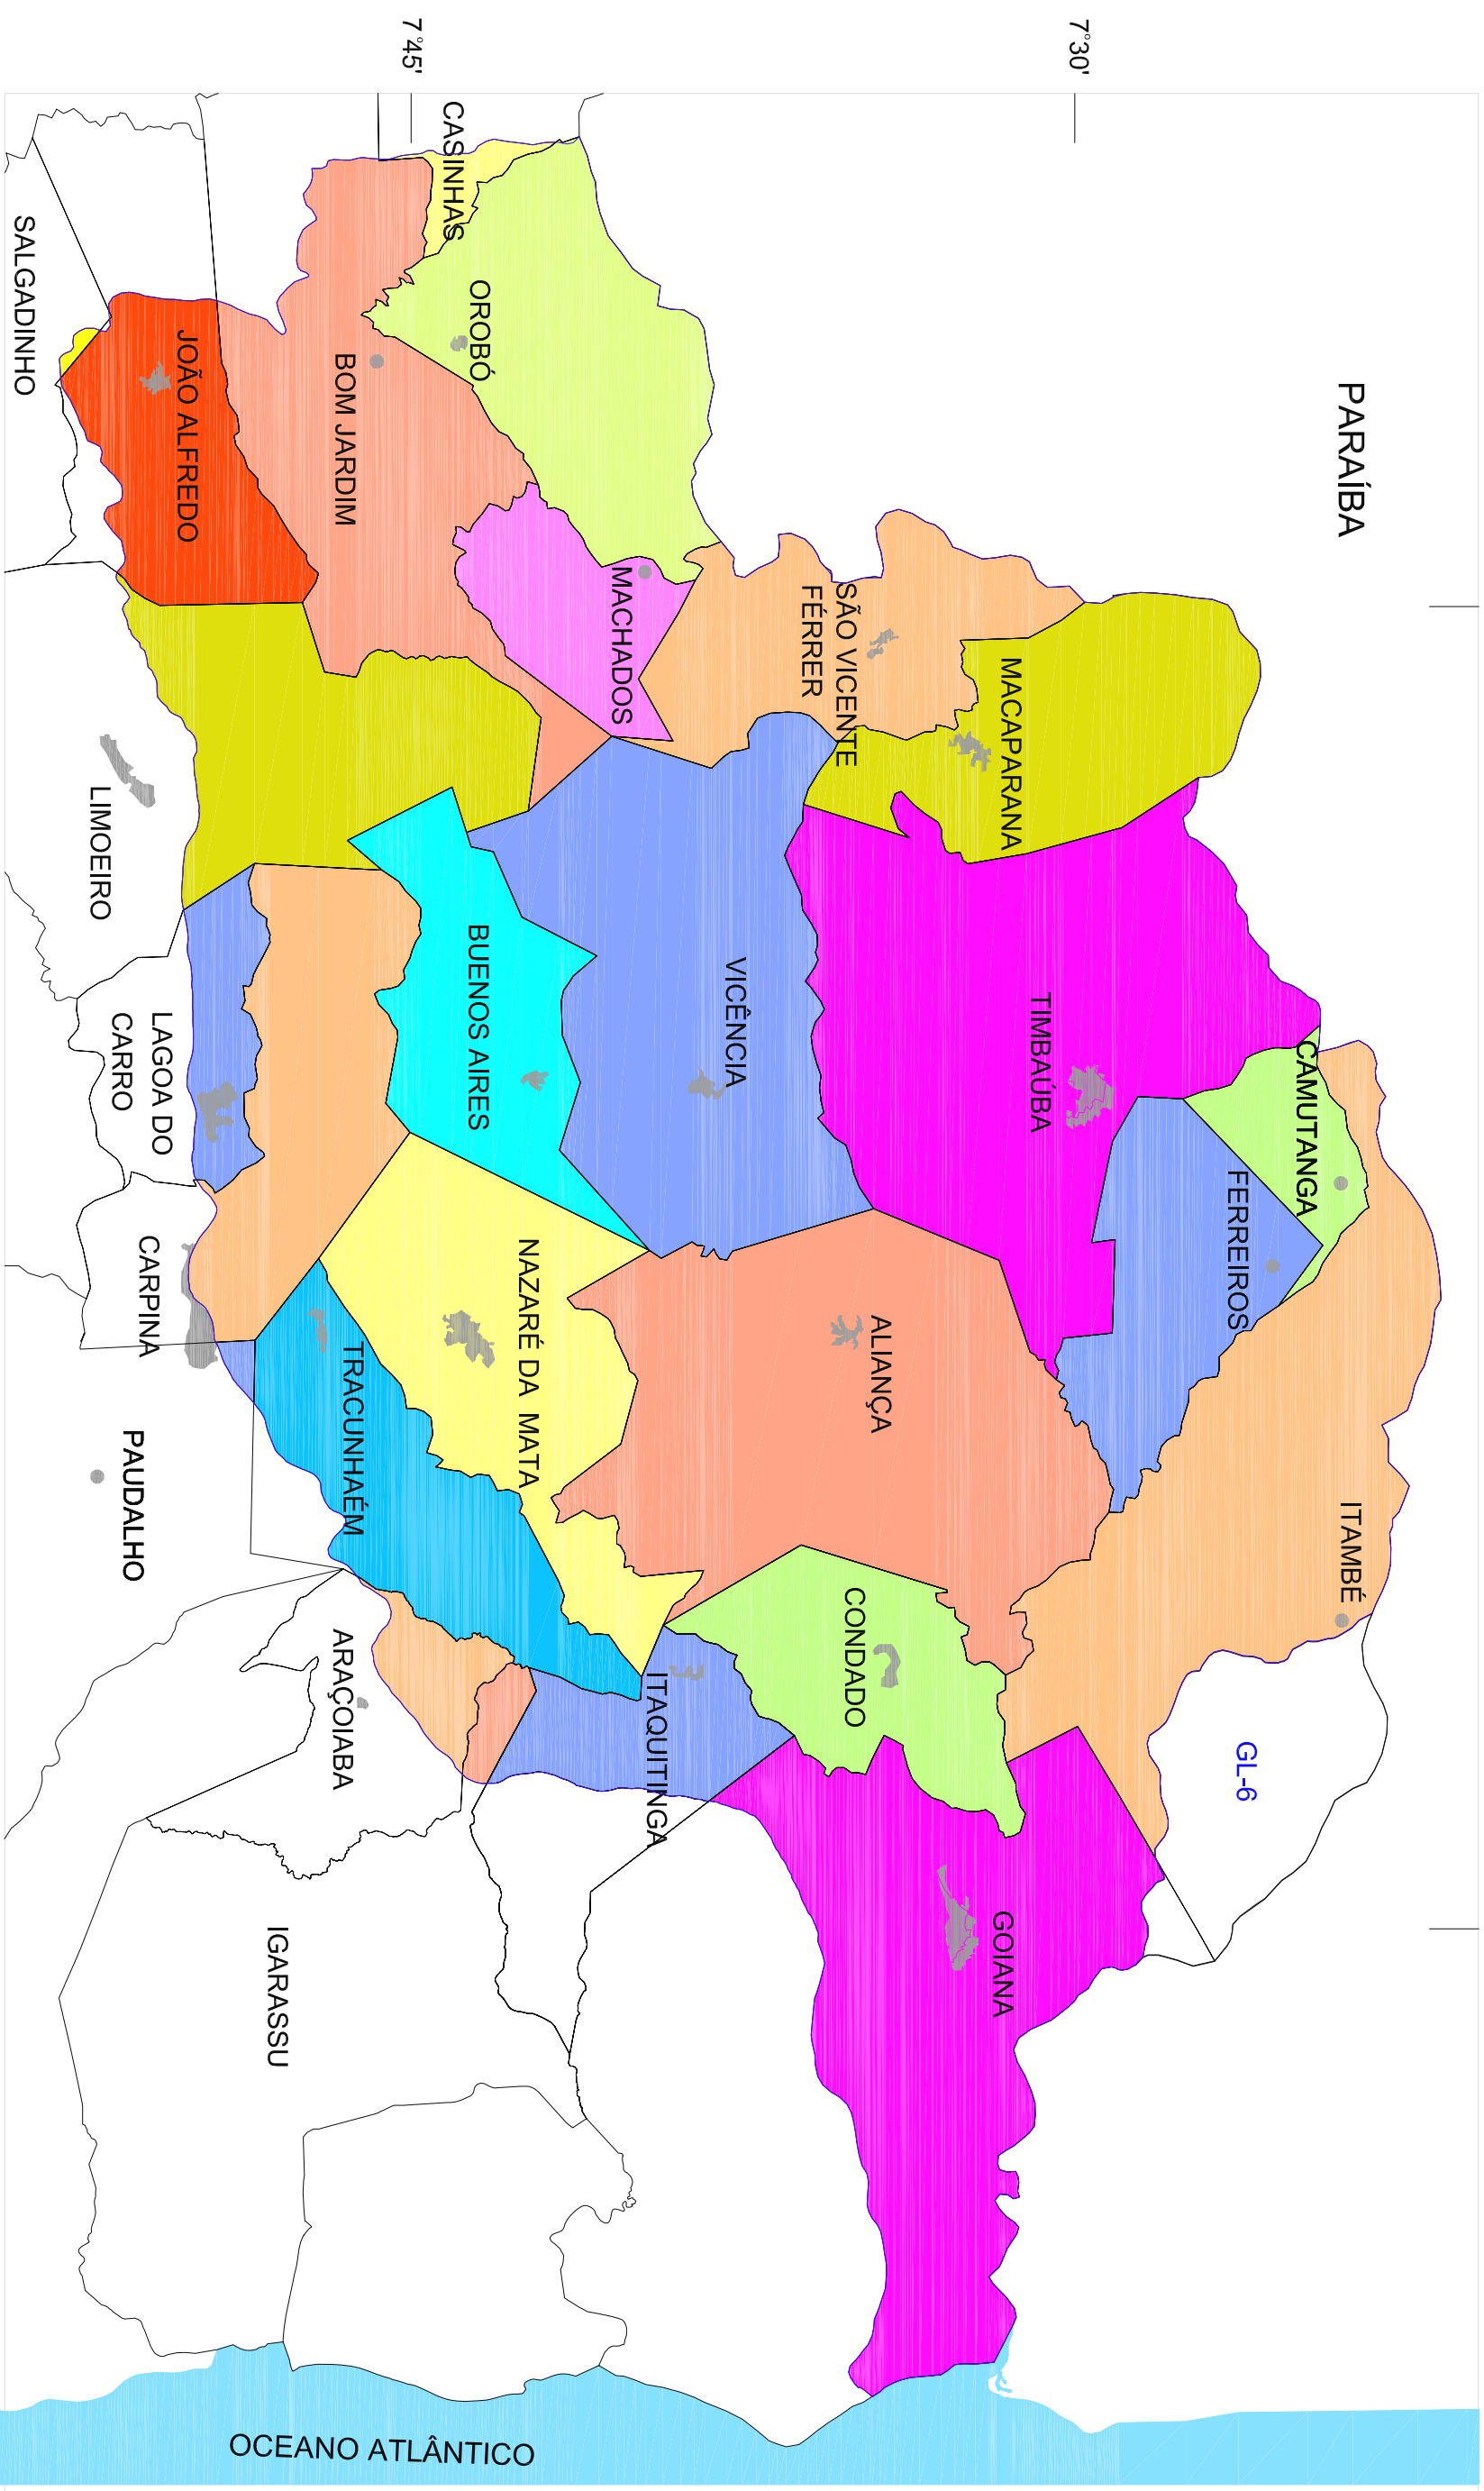 7°30'
7°45'
PARAÍBA
CASINHAS
OROBÓ
SALGADINHO
JOÃO ALFREDO
BOM JARDIM
MACHADOS
SÃO VICENTE
FÉRRER
MACAPARANA
LIMOEIRO
BUENOS AIRES
VICÊNCIA
TIMBAÚBA
CAMUTANGA
FERREIROS
LAGOA DO
CARRO
CARPINA
NAZARÉ DA MATA
ALIANÇA
TRACUNHAÉM
PAUDALHO
ITAMBÉ
CONDADO
ARAÇOIABA
ITAQUITINGA
GL-6
GOIANA
IGARASSU
OCEANO ATLÂNTICO